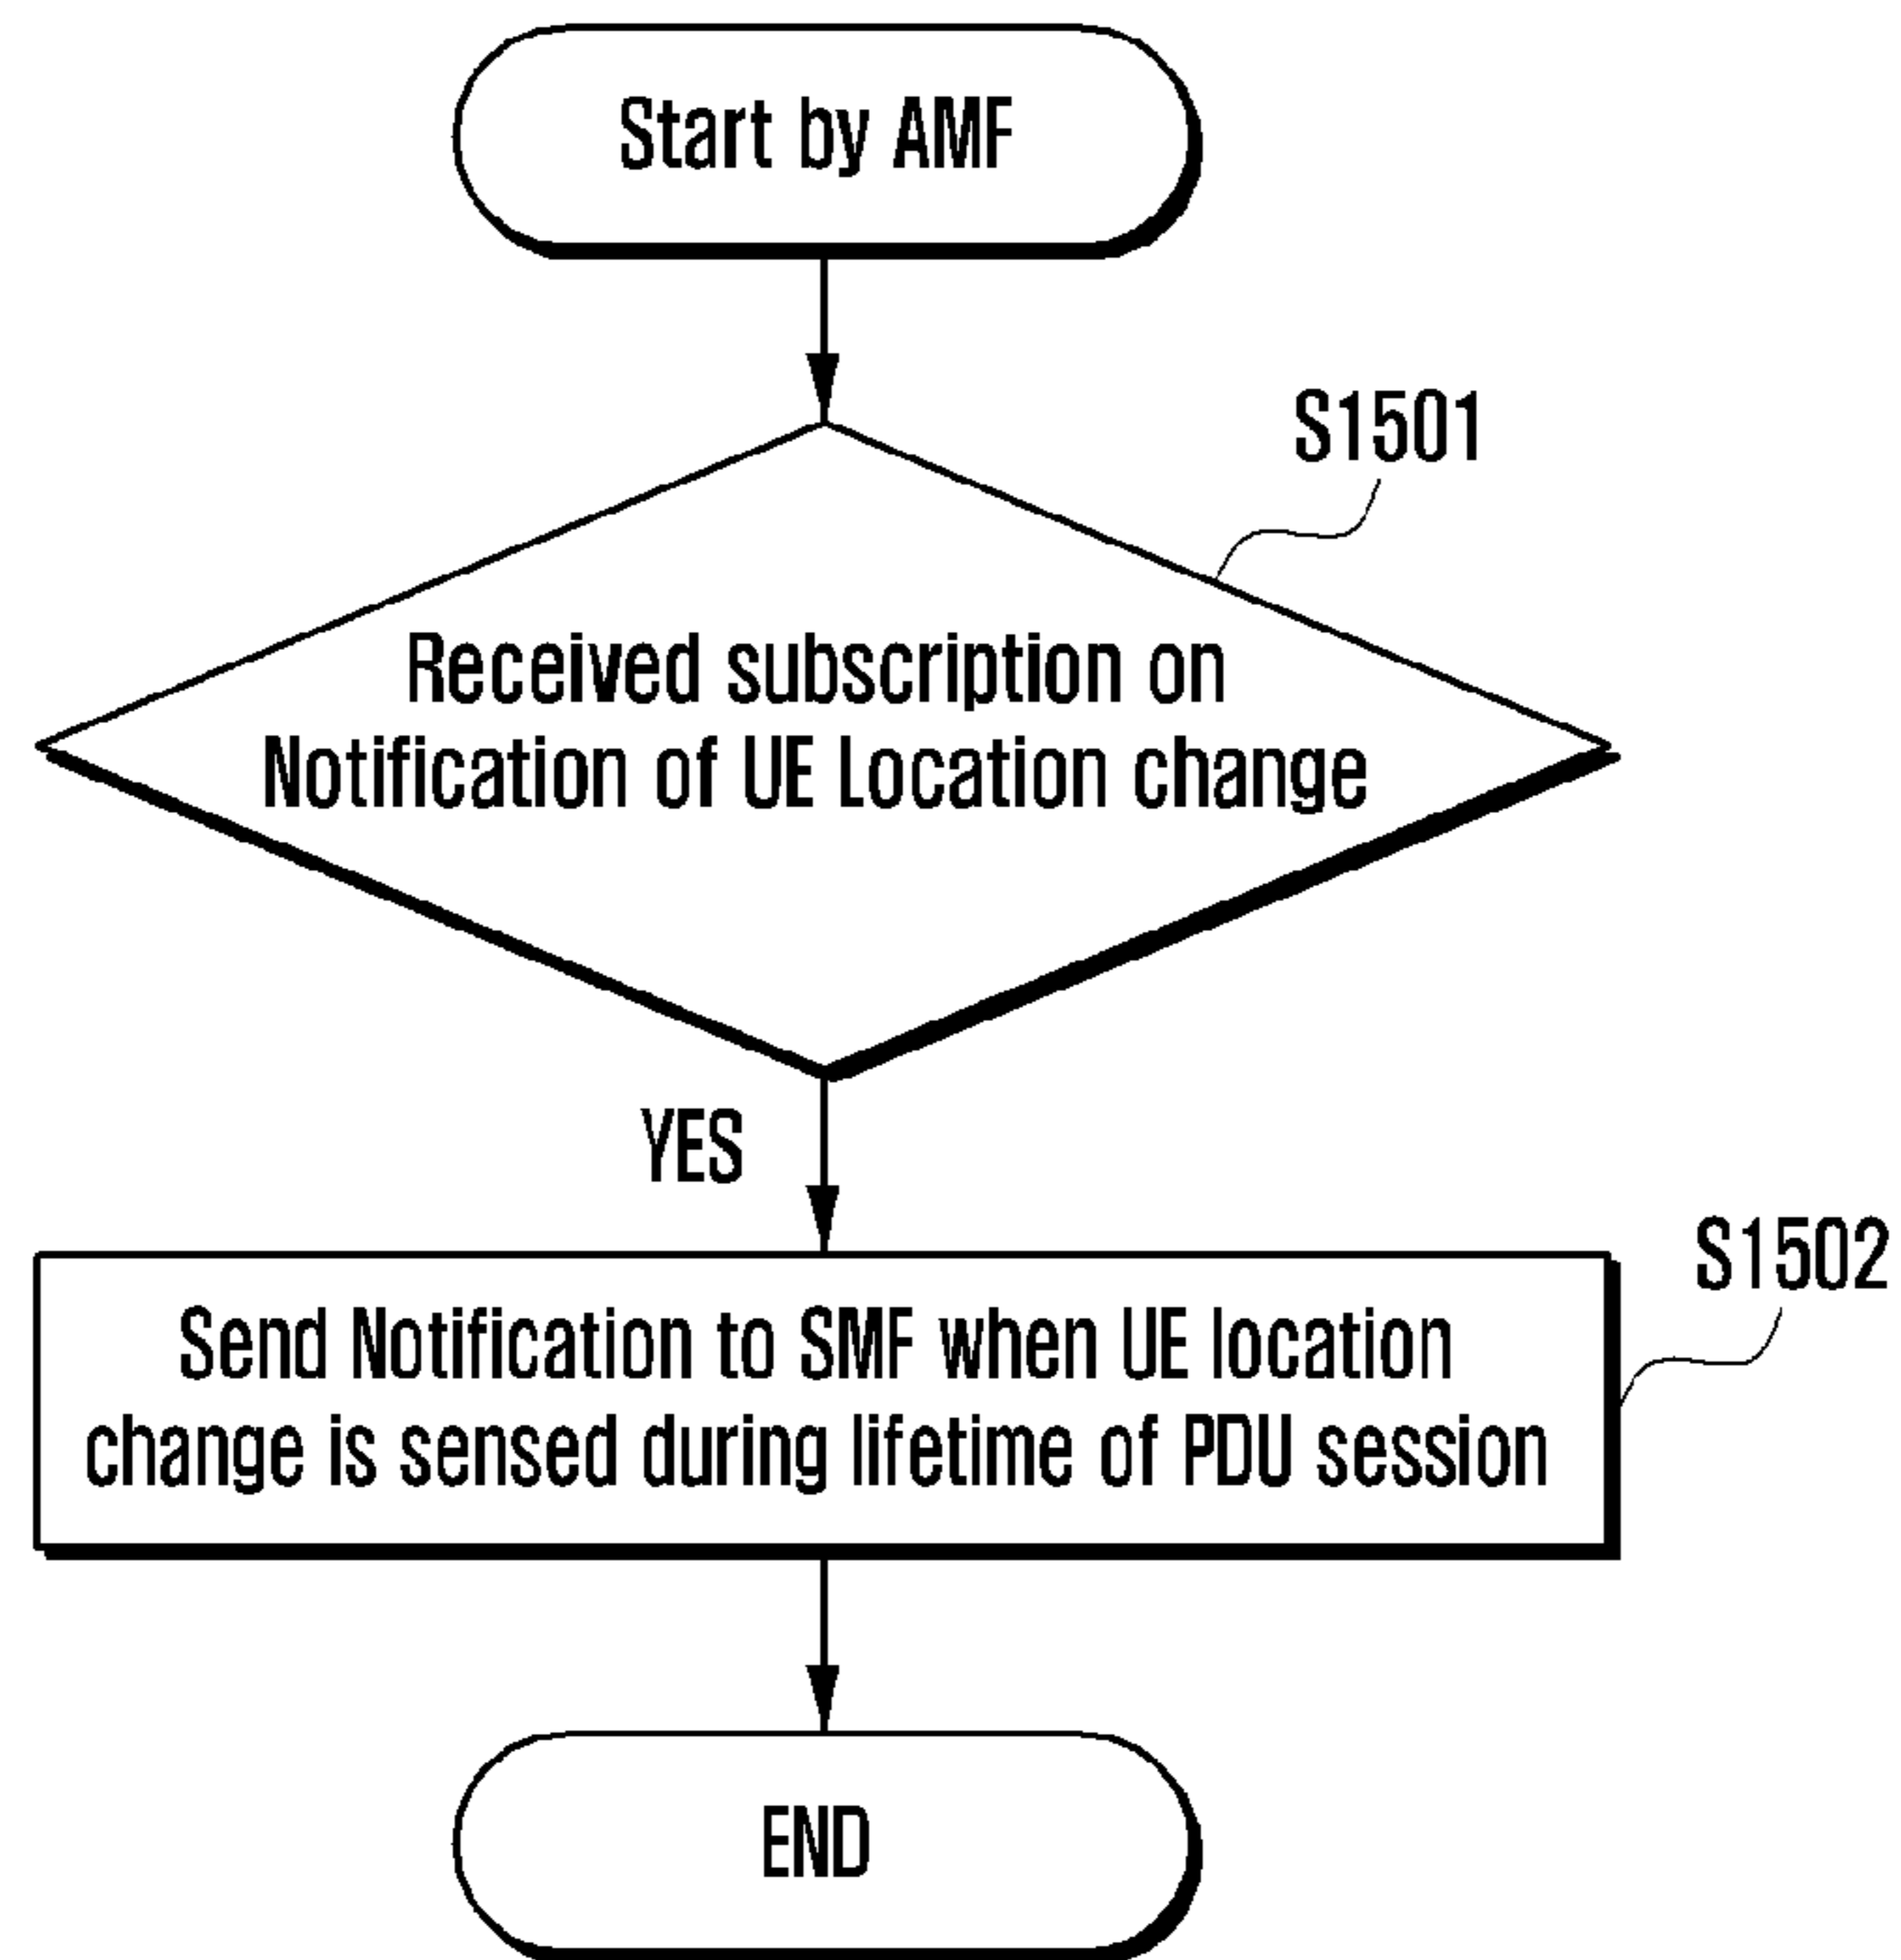 Start by AMF
S1501
Received subscription on
Notification of UE Location change
YES
S1502
Send Notification to SMF when UE location
change is sensed during lifetime of PDU session
END